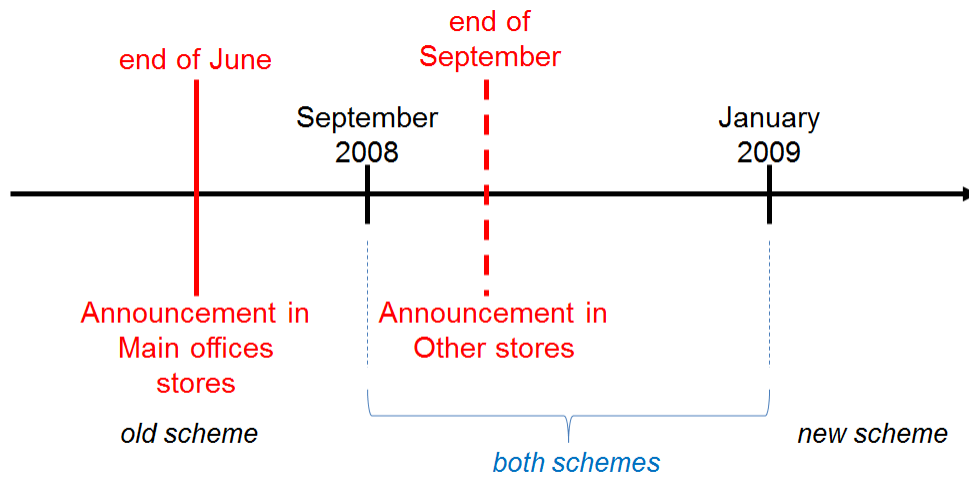 end of June
end of
September
September
2008
January
2009
Announcement in
Main offices
stores
Announcement in
Other stores
old scheme
both schemes
new scheme